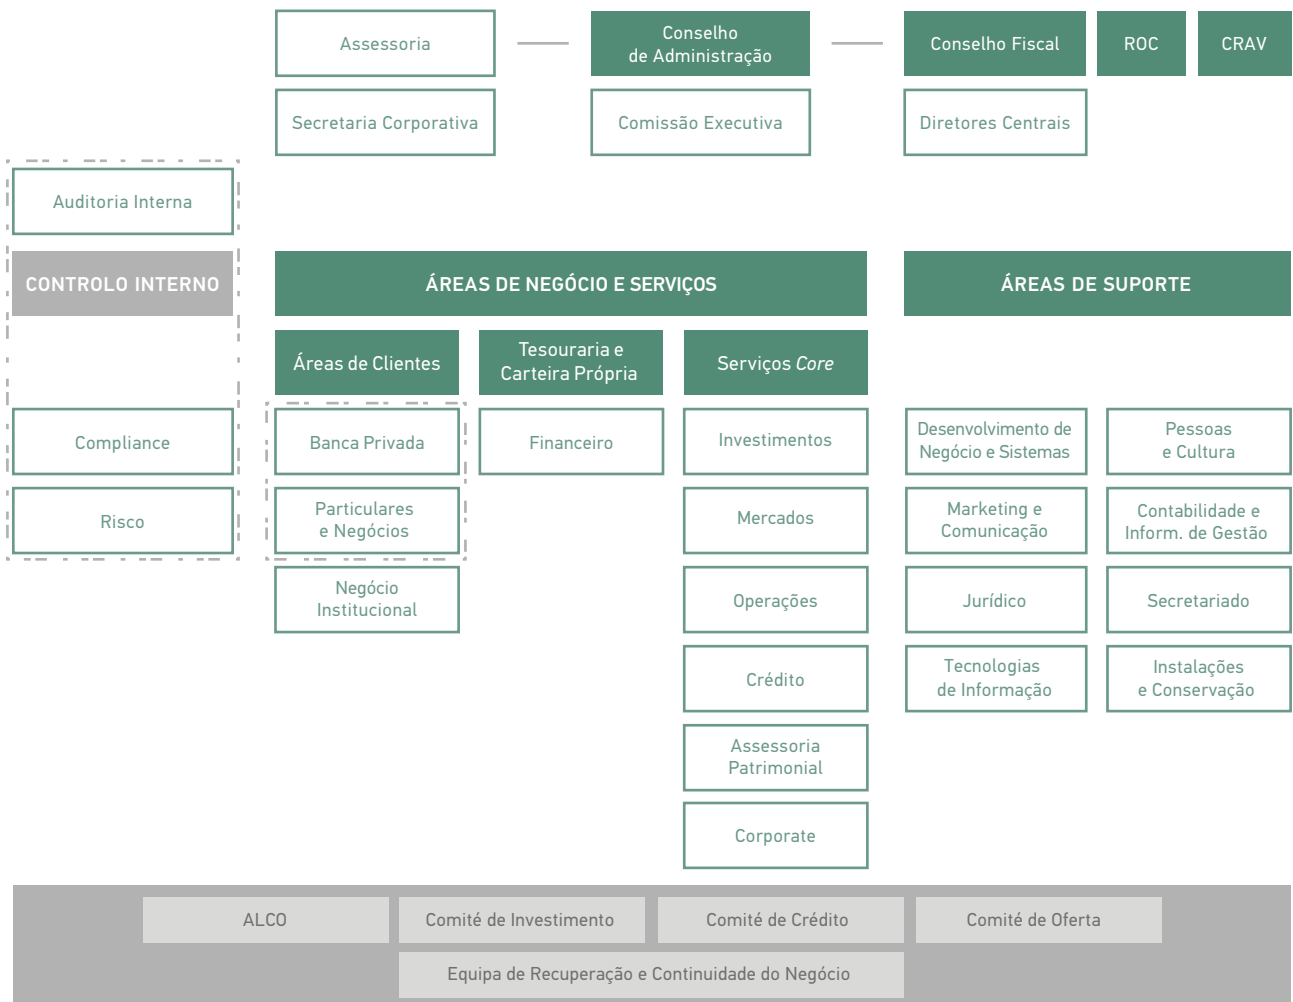 Assessoria
Conselho
de Administração
Conselho Fiscal
ROC
CRAV
Secretaria Corporativa
Comissão Executiva
Diretores Centrais
Auditoria Interna
CONTROLO INTERNO
ÁREAS DE NEGÓCIO E SERVIÇOS
ÁREAS DE SUPORTE
Áreas de Clientes
Tesouraria e
Carteira Própria
Serviços Core
Compliance
Banca Privada
Financeiro
Investimentos
Desenvolvimento de
Negócio e Sistemas
Pessoas
e Cultura
Risco
Particulares
e Negócios
Mercados
Marketing e
Comunicação
Contabilidade e
Inform. de Gestão
Negócio
Institucional
Operações
Jurídico
Secretariado
Crédito
Tecnologias
de Informação
Instalações
e Conservação
Assessoria
Patrimonial
Corporate
ALCO
Comité de Investimento
Comité de Crédito
Comité de Oferta
Equipa de Recuperação e Continuidade do Negócio